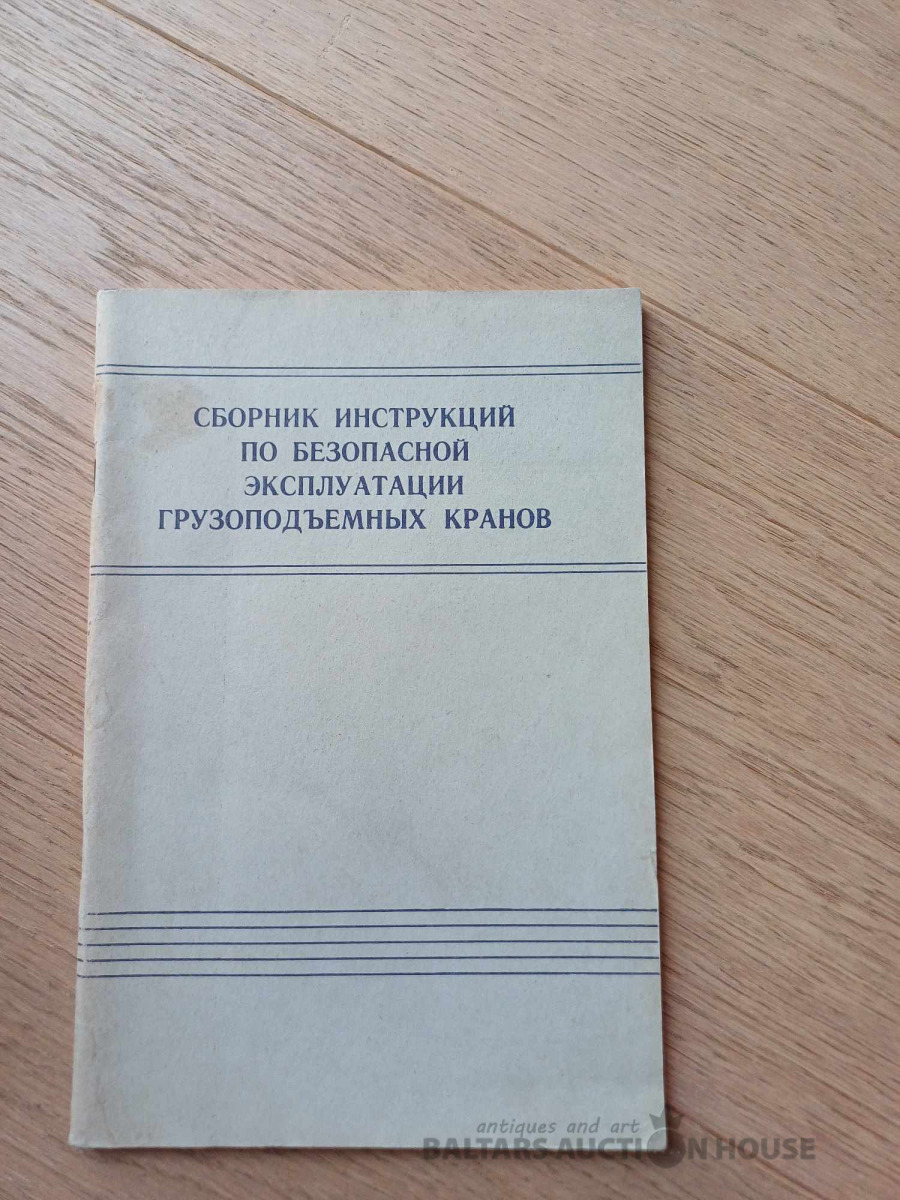 СБОРНИК ИНСТРУКЦИЙ
ПО БЕЗОПАСНОЙ
ЭКСПЛУАТАЦИИ
ГРУЗОПОДЪЕМНЫХ КРАНОВ
antiques and art
BALTARS AUCTION HOUSE